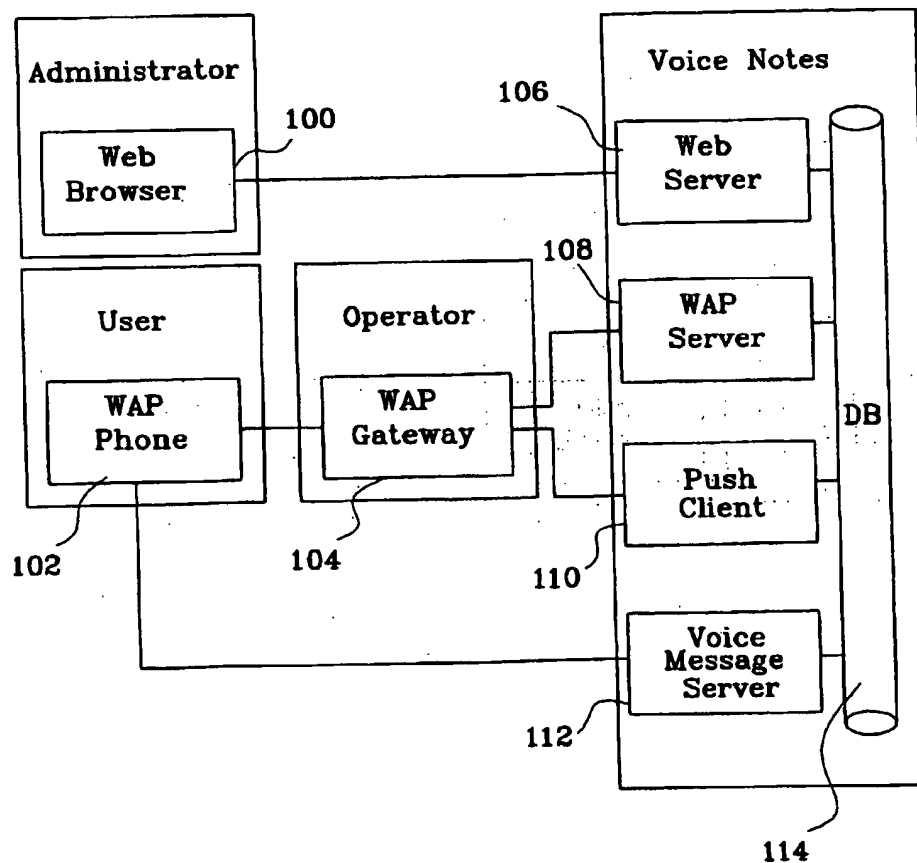 Administrator
Web
Browser
100
Voice Notes
106
Web
Server
User
WAP
Phone
102
Operator
WAP
Gateway
104
108
WAP
Server
DB
Push
Client
110
Voice
Message
Server
112
114